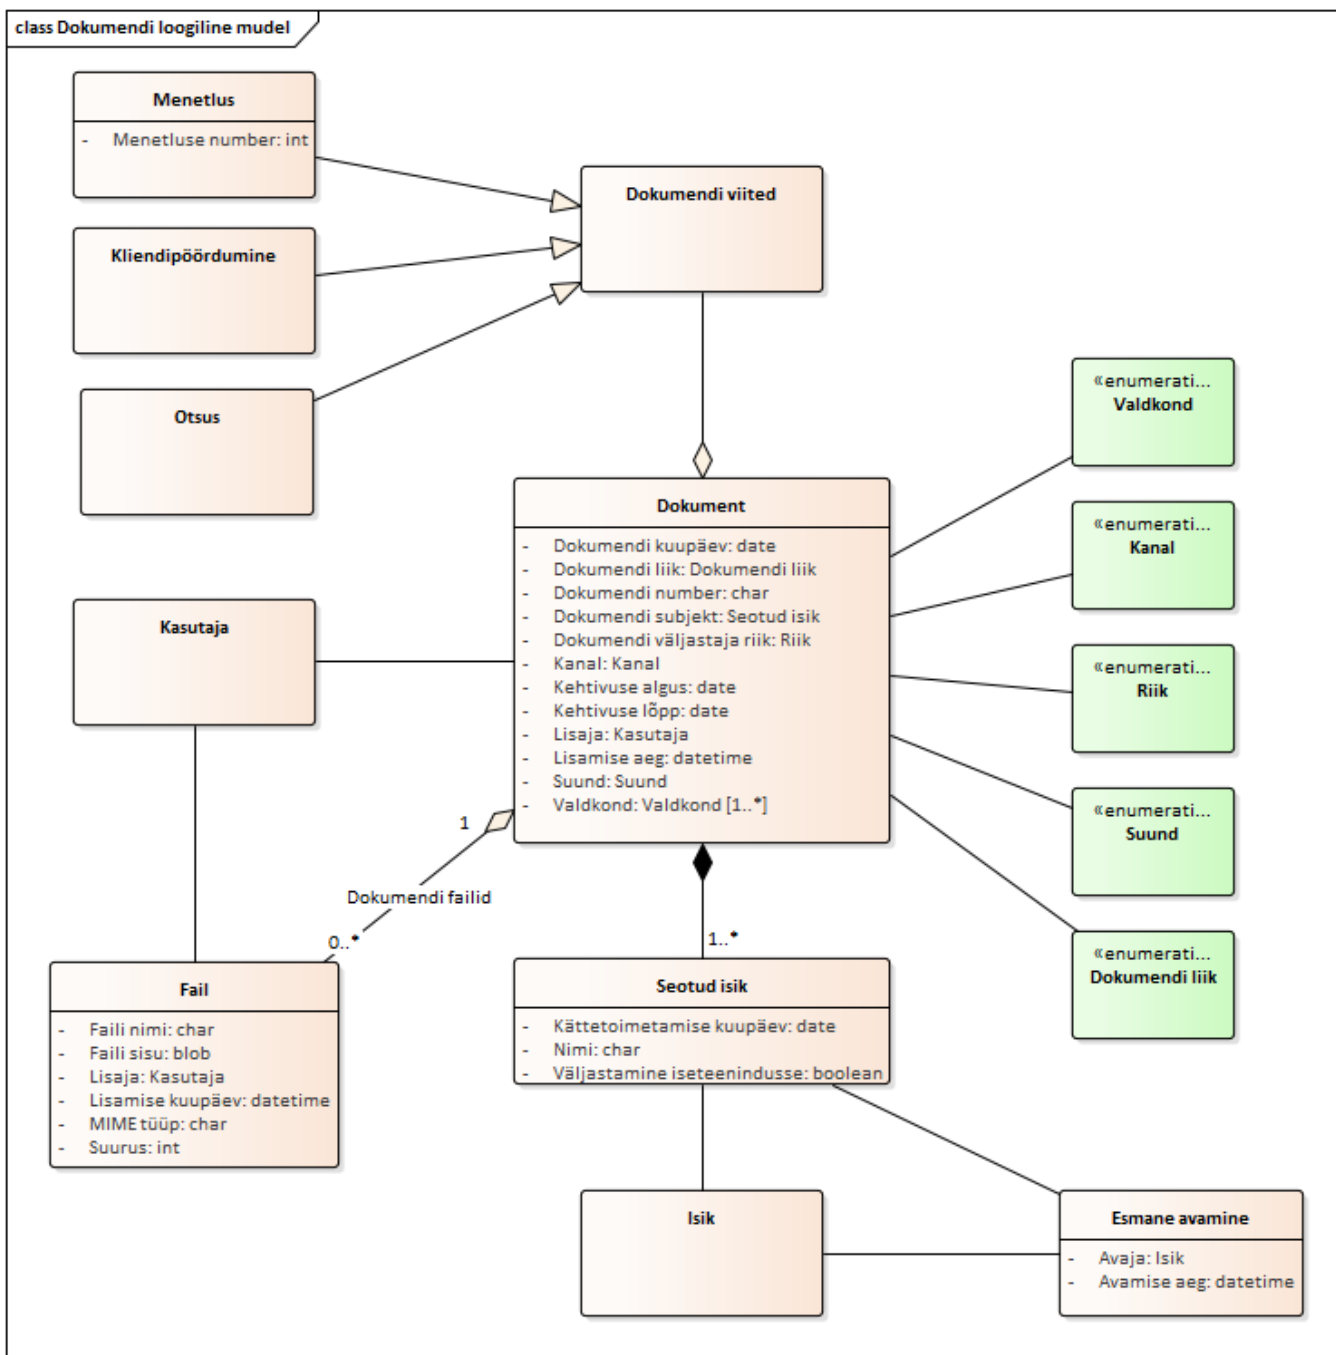 class Dokumendi loogiline mudel
Menetlus
- Menetluse number: int
Dokumendi viited
Kliendipöördumine
Otsus
«enumerati...
Valdkond
Dokument
- Dokumendi kuupäev: date
- Dokumendi liik: Dokumendi liik
- Dokumendi number: char
- Dokumendi subjekt: Seotud isik
- Dokumendi väljastaja riik: Riik
- Kanal: Kanal
- Kehtivuse algus: date
- Kehtivuse lõpp: date
- Lisaja: Kasutaja
- Lisamise aeg: datetime
- Suund: Suund
- Valdkond: Valdkond [1..*]
«enumerati...
Kanal
Kasutaja
«enumerati...
Riik
«enumerati...
Suund
1
Dokumendi failid
0..*
1..*
«enumerati...
Dokumendi liik
Fail
- Faili nimi: char
- Faili sisu: blob
- Lisaja: Kasutaja
- Lisamise kuupäev: datetime
- MIME tüüp: char
- Suurus: int
Seotud isik
- Kättetoimetamise kuupäev: date
- Nimi: char
- Väljastamine iseteenindusse: boolean
Isik
Esmane avamine
- Avaja: Isik
- Avamise aeg: datetime